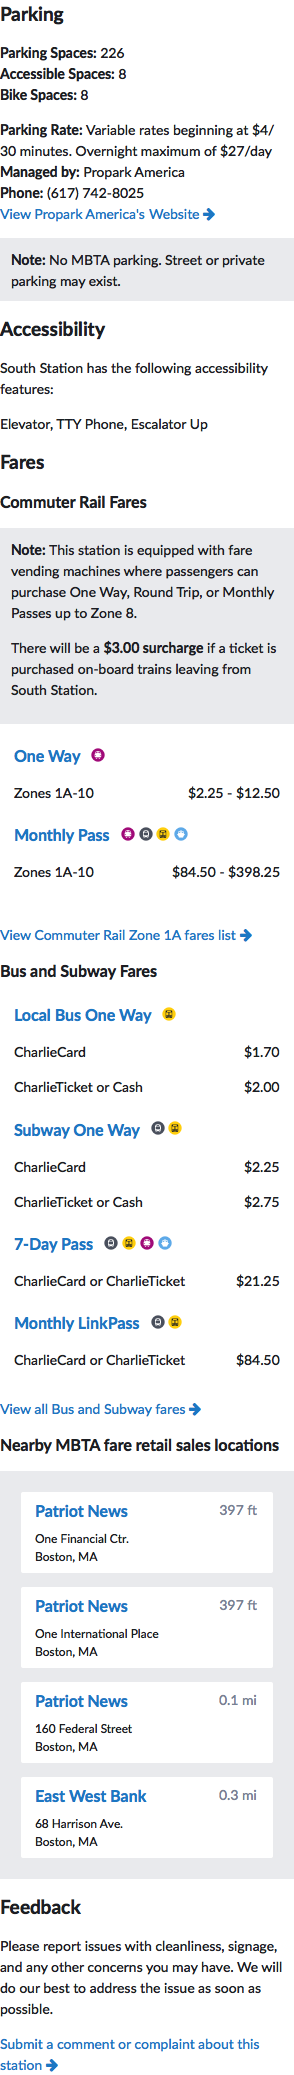 Parking
Parking Spaces: 226
Accessible Spaces: 8
Bike Spaces: 8
Parking Rate: Variable rates beginning at $4/
30 minutes. Overnight maximum of $27/day
Managed by: Propark America
Phone: (617) 742-8025
View Propark America's Website
Note: No MBTA parking. Street or private
parking may exist.
Accessibility
South Station has the following accessibility
features:
Elevator, TTY Phone, Escalator Up
Fares
Commuter Rail Fares
Note: This station is equipped with fare
vending machines where passengers can
purchase One Way, Round Trip, or Monthly
Passes up to Zone 8.
There will be a $3.00 surcharge if a ticket is
purchased on-board trains leaving from
South Station.
One Way
Zones 1A-10 $2.25 - $12.50
Monthly Pass
Zones 1A-10 $84.50 - $398.25
View Commuter Rail Zone 1A fares list
Bus and Subway Fares
Local Bus One Way
CharlieCard $1.70
CharlieTicket or Cash $2.00
Subway One Way
CharlieCard $2.25
CharlieTicket or Cash $2.75
7-Day Pass
CharlieCard or CharlieTicket $21.25
Monthly LinkPass
CharlieCard or CharlieTicket $84.50
View all Bus and Subway fares
Nearby MBTA fare retail sales locations
Patriot News 397 ft
One Financial Ctr.
Boston, MA
Patriot News 397 ft
One International Place
Boston, MA
Patriot News 0.1 mi
160 Federal Street
Boston, MA
East West Bank 0.3 mi
68 Harrison Ave.
Boston, MA
Feedback
Please report issues with cleanliness, signage,
and any other concerns you may have. We will
do our best to address the issue as soon as
possible.
Submit a comment or complaint about this
station